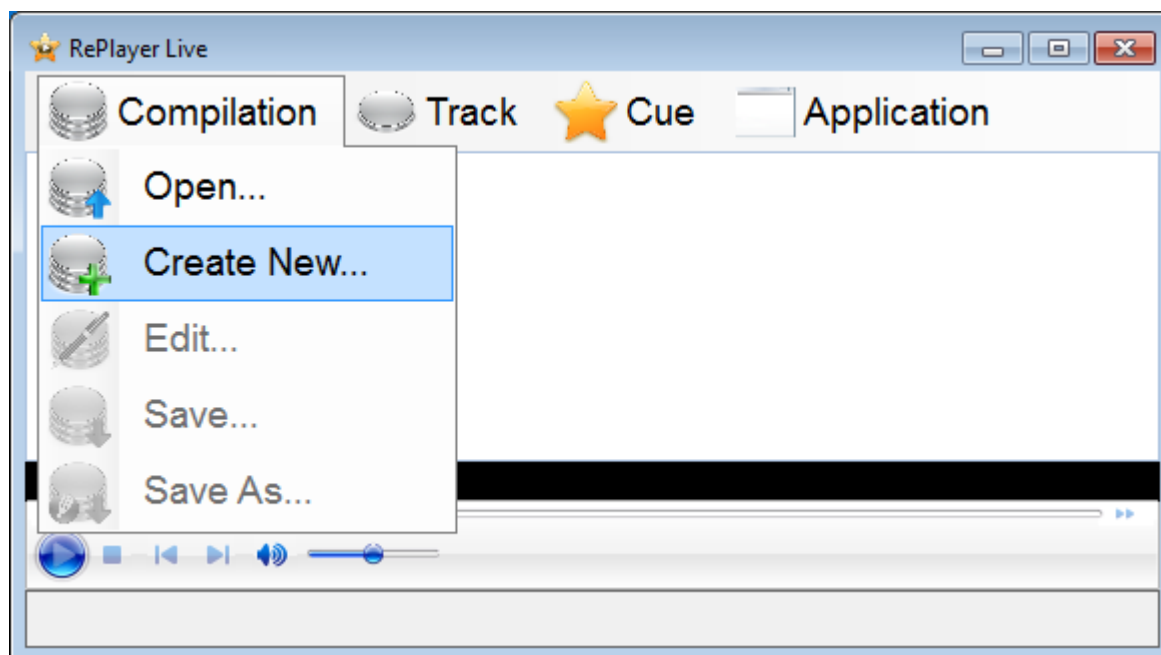 RePlayer Live
Compilation Track Cue Application
Open...
Create New...
Edit...
Save...
Save As...